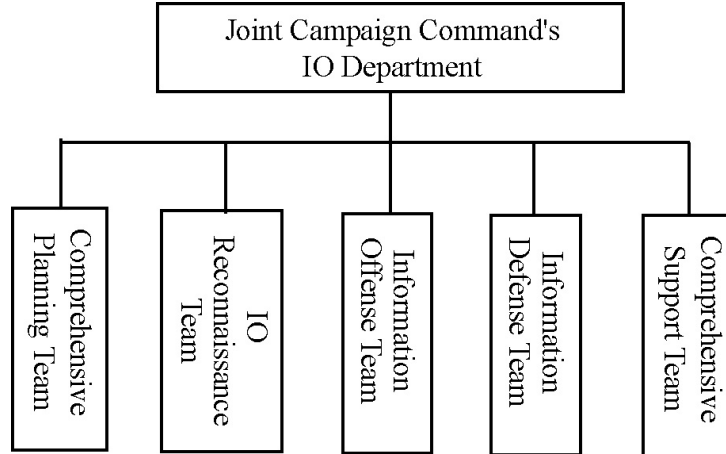 Joint Campaign Command's
IO Department
Comprehensive
Planning Team
IO
Reconnaissance
Team
Information
Offense Team
Information
Defense Team
Comprehensive
Support Team